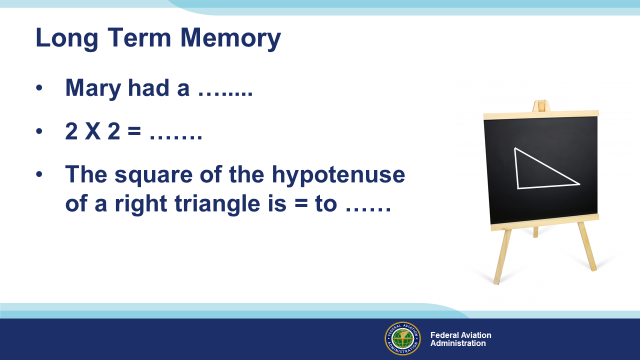 Long Term Memory
• Mary had a ….....
• 2 X 2 = …….
• The square of the hypotenuse
of a right triangle is = to ……
Federal Aviation
Administration